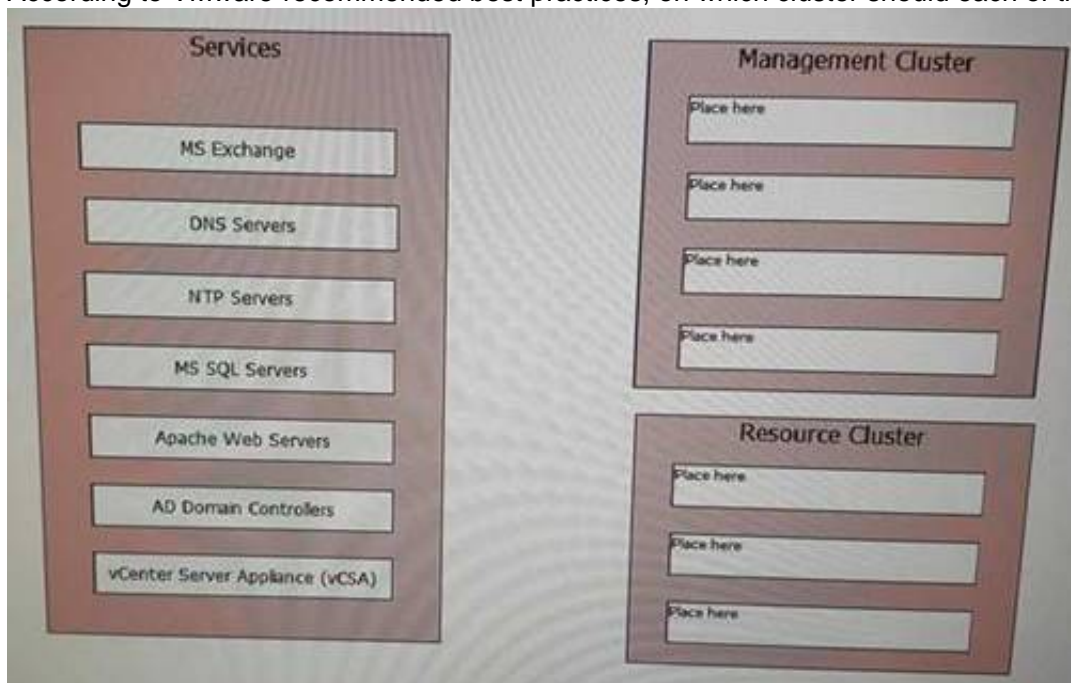 Services
MS Exchange
DNS Servers
NTP Servers
MS SQL Servers
Apache Web Servers
AD Domain Controllers
vCenter Server Appliance (vCSA)
Management Cluster
Place here
Place here
Place here
Place here
Resource Cluster
Place here
Place here
Place here